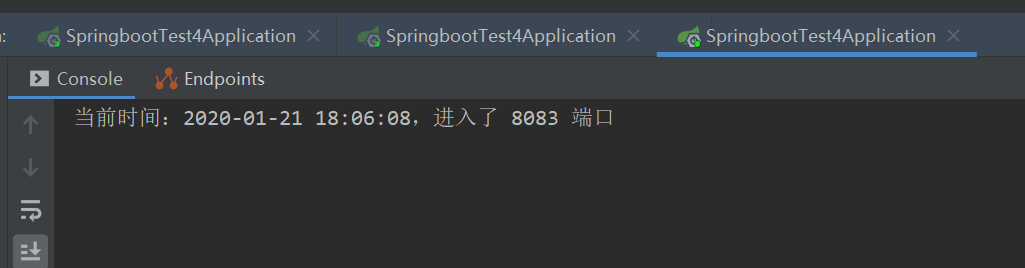 : SpringbootTest4Application × SpringbootTest4Application × SpringbootTest4Application ×
Console Endpoints
当前时间：2020-01-21 18:06:08，进入了 8083 端口